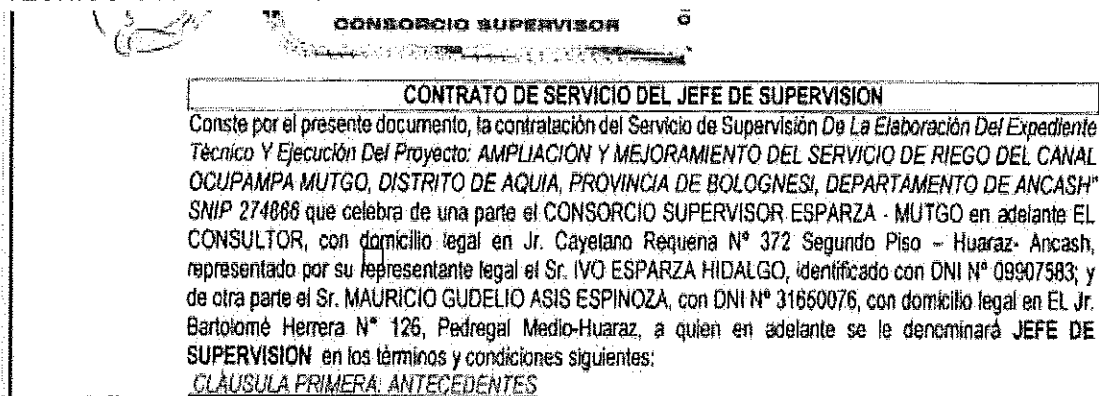 CONSORCIO SUPERVISOR
CONTRATO DE SERVICIO DEL JEFE DE SUPERVISION
Conste por el presente documento, la contratación del Servicio de Supervisión De La Elaboración Del Expediente
Técnico Y Ejecución Del Proyecto: AMPLIACIÓN Y MEJORAMIENTO DEL SERVICIO DE RIEGO DEL CANAL
OCUPAMPA MUTGO, DISTRITO DE AQUIA, PROVINCIA DE BOLOGNESI, DEPARTAMENTO DE ANCASH"
SNIP 274866 que celebra de una parte el CONSORCIO SUPERVISOR ESPARZA - MUTGO en adelante EL
CONSULTOR, con domicilio legal en Jr. Cayetano Requena Nº 372 Segundo Piso – Huaraz- Ancash,
representado por su representante legal el Sr. IVO ESPARZA HIDALGO, identificado con DNI Nº 09907583; y
de otra parte el Sr. MAURICIO GUDELIO ASIS ESPINOZA, con DNI Nº 31650076, con domicilio legal en EL Jr.
Bartolomé Herrera N° 126, Pedregal Medio-Huaraz, a quien en adelante se le denominará JEFE DE
SUPERVISION en los términos y condiciones siguientes:
CLÁUSULA PRIMERA: ANTECEDENTES